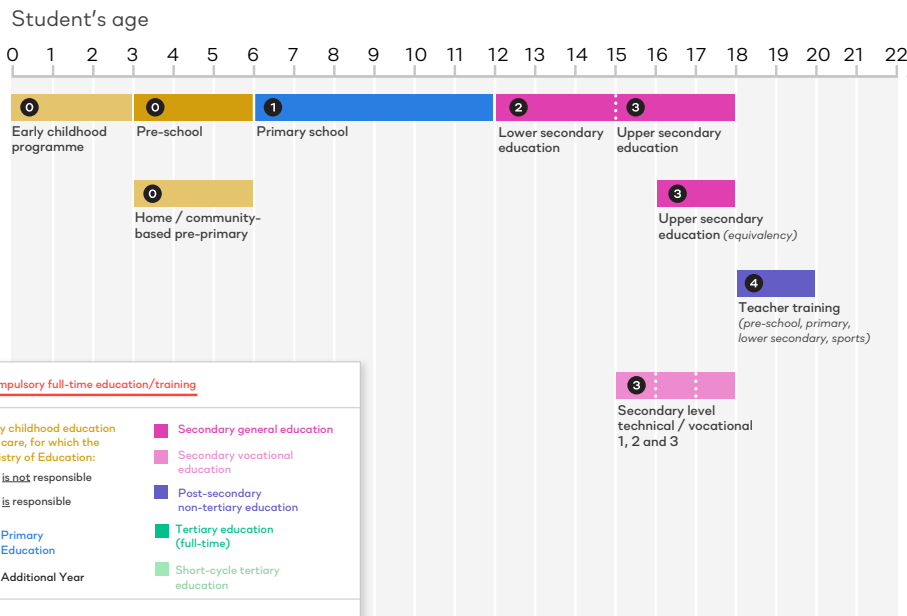 Student's age
0 1 2 3 4 5 6 7 8 9 10 11 12 13 14 15 16 17 18 19 20 21 22
0 0 1 2 3
Early childhood
programme
Pre-school
Primary school
Lower secondary
education
Upper secondary
education
0
Home / community-
based pre-primary
3
Upper secondary
education (equivalency)
4
Teacher training
(pre-school, primary,
lower secondary, sports)
3
Secondary level
technical / vocational
1, 2 and 3
mpulsory full-time education/training
y childhood education
care, for which the
istry of Education:
is not responsible
is responsible
Primary
Education
Additional Year
Secondary general education
Secondary vocational
education
Post-secondary
non-tertiary education
Tertiary education
(full-time)
Short-cycle tertiary
education